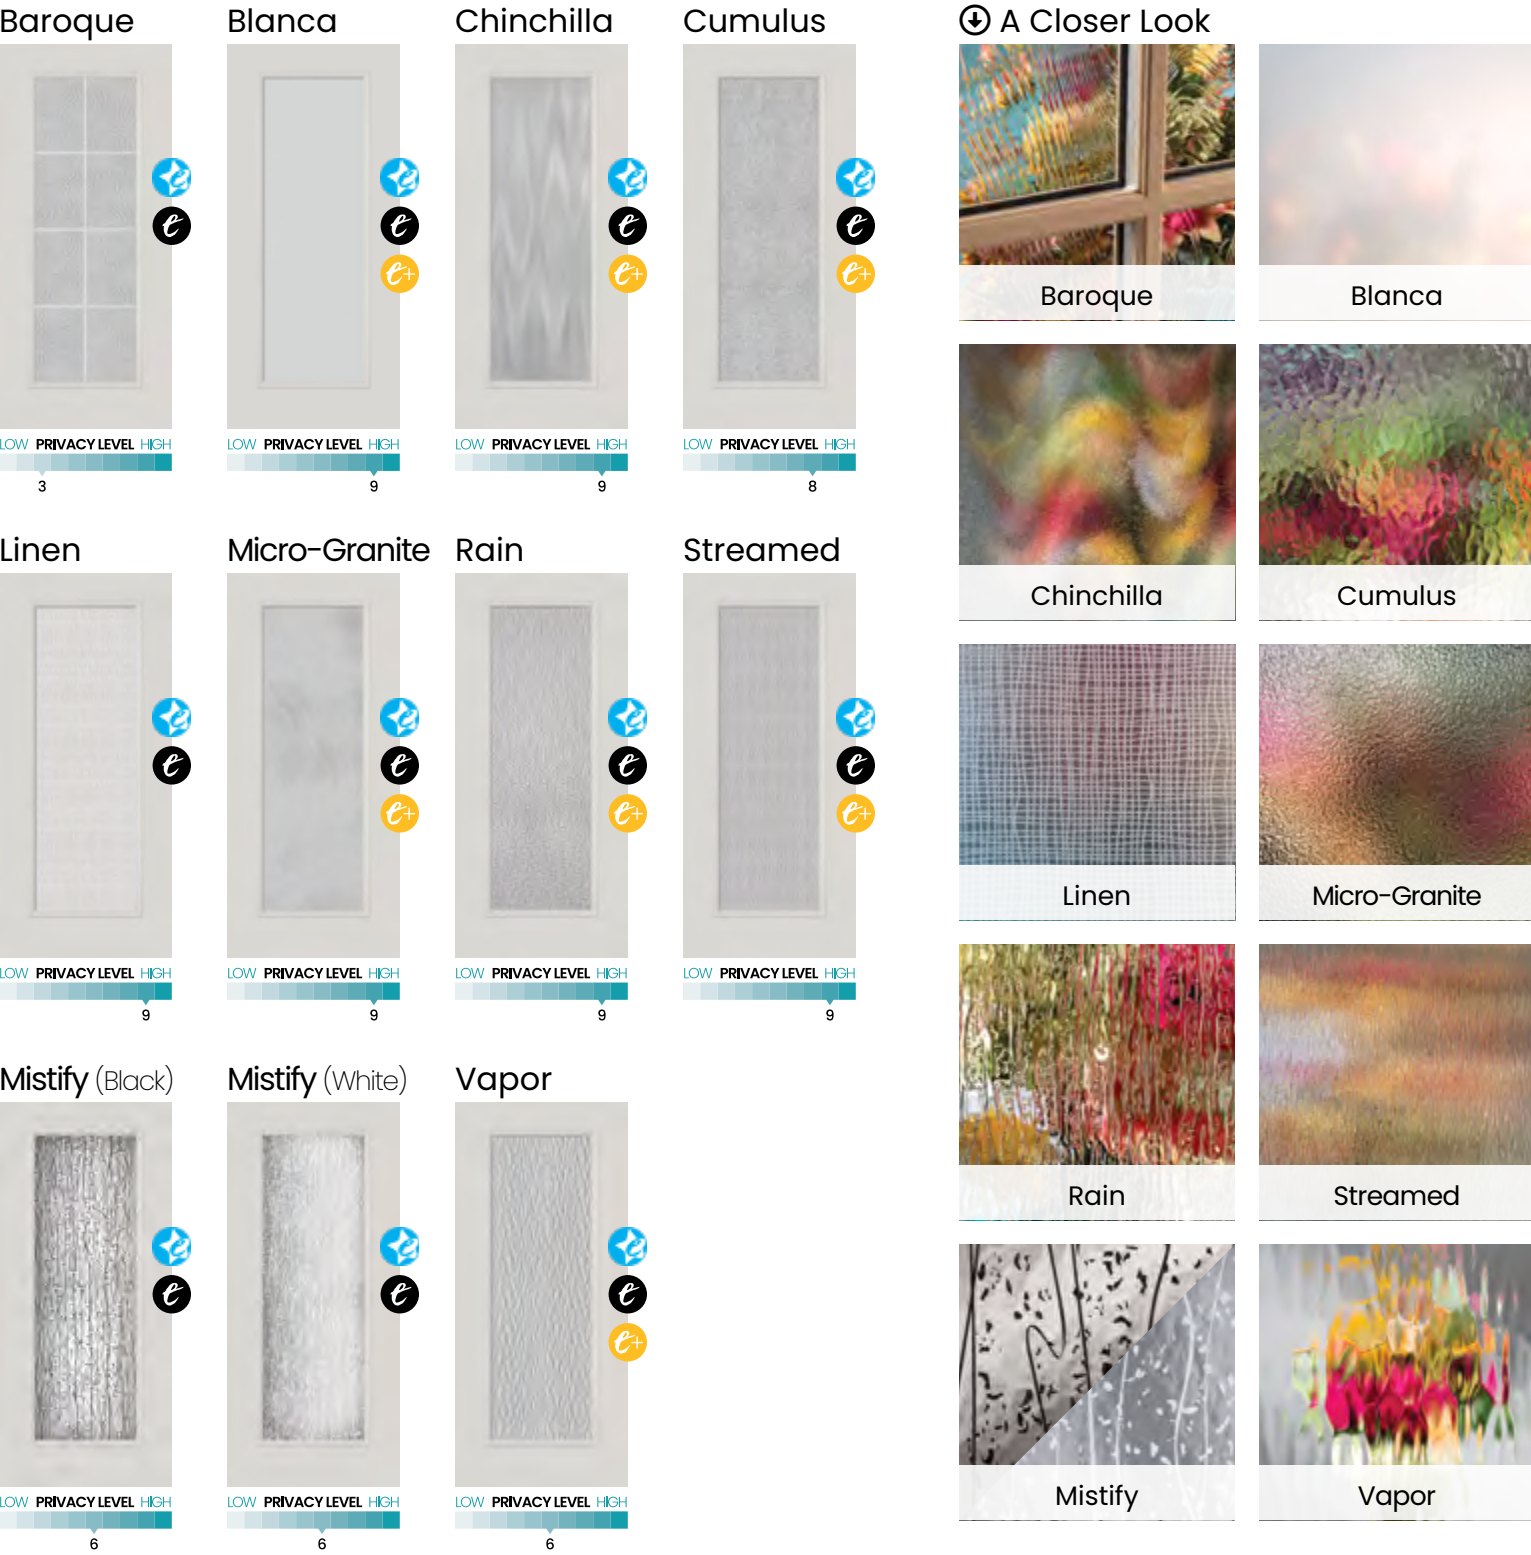 Baroque
Blanca
Chinchilla
Cumulus
e
e
e
e+
e
e
e+
e
e
e+
e
e
LOW PRIVACY LEVEL HIGH
3
LOW PRIVACY LEVEL HIGH
9
LOW PRIVACY LEVEL HIGH
9
LOW PRIVACY LEVEL HIGH
8
Linen
Micro-Granite
Rain
Streamed
e
e
e
e
e+
e
e
e+
e
e
e+
LOW PRIVACY LEVEL HIGH
9
LOW PRIVACY LEVEL HIGH
9
LOW PRIVACY LEVEL HIGH
9
LOW PRIVACY LEVEL HIGH
9
Mistify (Black)
Mistify (White)
Vapor
e
e
e
e
e
e
e+
LOW PRIVACY LEVEL HIGH
6
LOW PRIVACY LEVEL HIGH
6
LOW PRIVACY LEVEL HIGH
6
A Closer Look
Baroque
Blanca
Chinchilla
Cumulus
Linen
Micro-Granite
Rain
Streamed
Mistify
Vapor